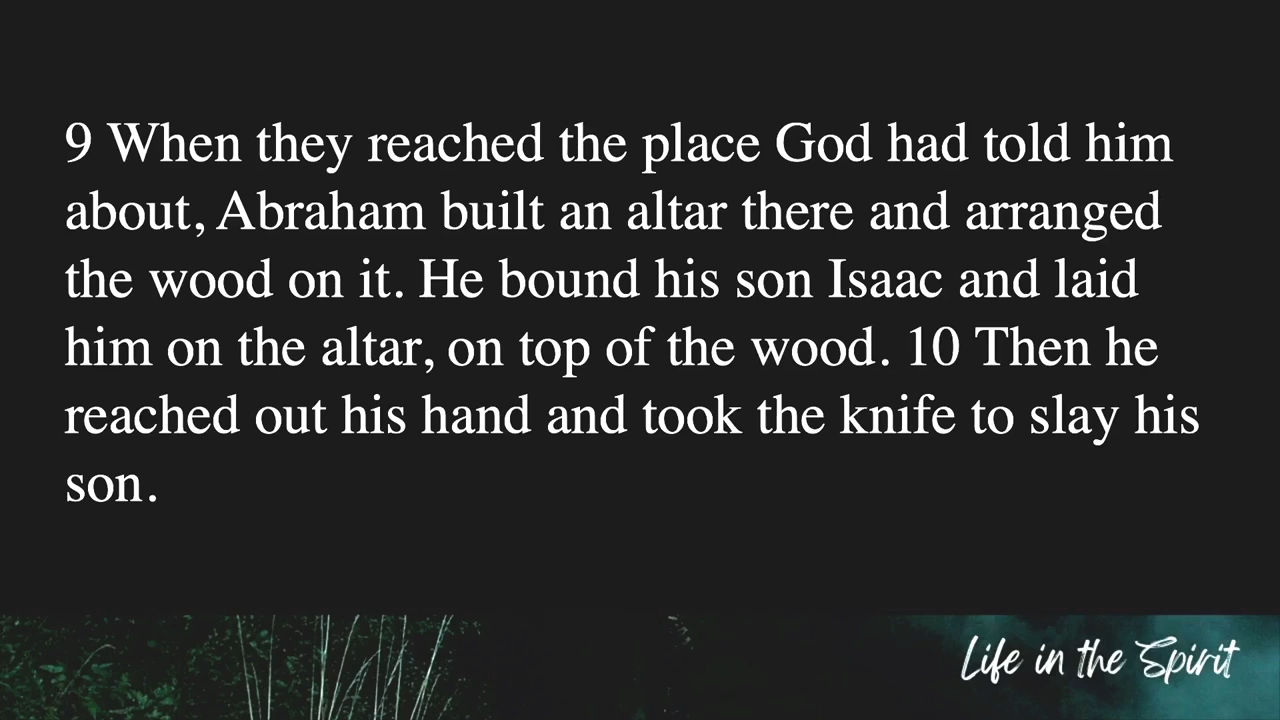 9 When they reached the place God had told him
about, Abraham built an altar there and arranged
the wood on it. He bound his son Isaac and laid
him on the altar, on top of the wood. 10 Then he
reached out his hand and took the knife to slay his
son.
Life in the Spirit